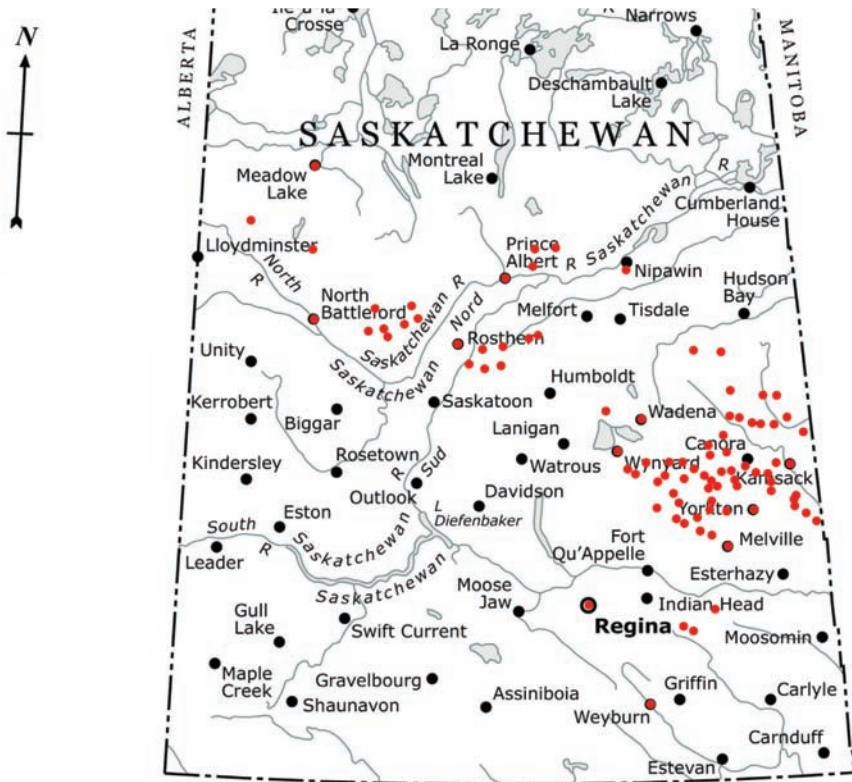 Ile-à-la
Crosse
Narrows
R
La Ronge
Deschambault
Lake
N
ALBERTA
MANITOBA
SASKATCHEWAN
Meadow
Lake
Montreal
Lake
R
Cumberland
House
Lloydminster
Prince
Albert
R Saskatchewan
North
R
Nipawin
Hudson
Bay
North
Battleford
Saskatchewan R
Nord
Melfort
Tisdale
Rosthern
Unity
Saskatchewan
Humboldt
Kerrobert
Biggar
Saskatoon
Wadena
Lanigan
Canora
Rosetown
Sud
R
Watrous
Wynyard
Kamsack
Kindersley
Outlook
Davidson
Yorkton
Eston
L
Diefenbaker
Fort
Qu'Appelle
Melville
South
R
Saskatchewan
Leader
Saskatchewan
Esterhazy
Moose
Jaw
Indian Head
Gull
Lake
Swift Current
Regina
Moosomin
Maple
Creek
Gravelbourg
Griffin
Carlyle
Shaunavon
Assiniboia
Weyburn
Carnduff
Estevan